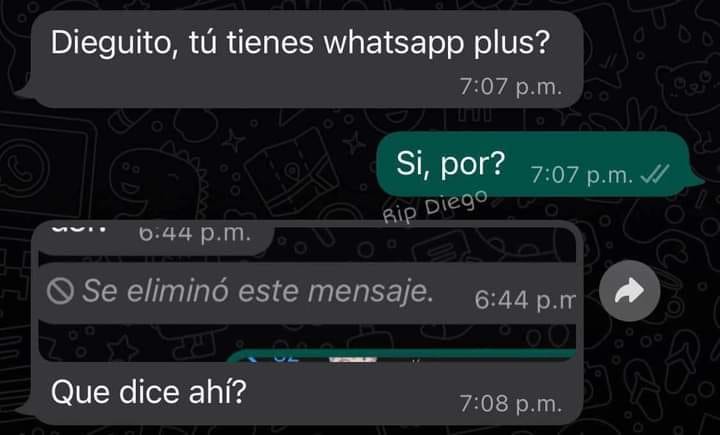 Dieguito, tú tienes whatsapp plus?
7:07 p.m.
Si, por? 7:07 p.m.
Rip Diego
6:44 p.m.
Se eliminó este mensaje. 6:44 p.m
Que dice ahí?
7:08 p.m.